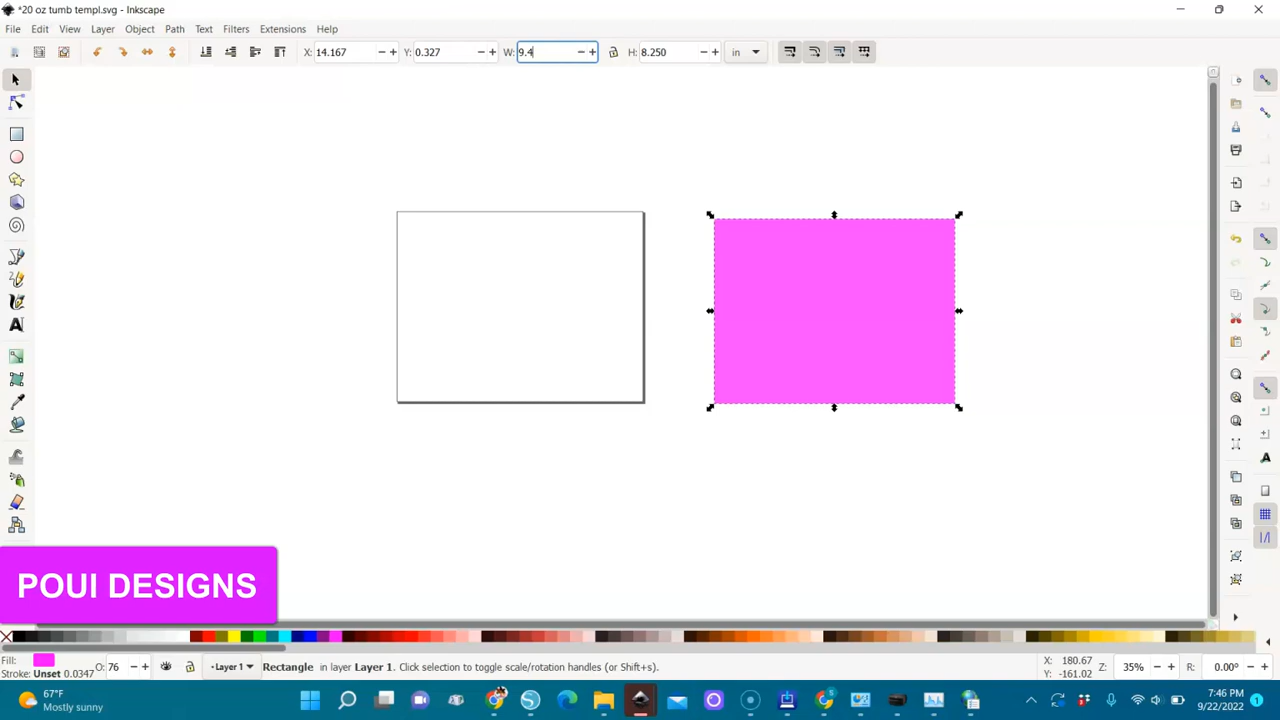 *20 oz tumb templ.svg - Inkscape
File Edit View Layer Object Path Text Filters Extensions Help
X: 14.167 − + Y: 0.327 − + W: 9.4 − + H: 8.250 − + in
POUI DESIGNS
Fill:
Stroke: Unset 0.0347
O: 76 − + •Layer 1 Rectangle in layer Layer 1. Click selection to toggle scale/rotation handles (or Shift+s).
X: 180.67
Y: -161.02
Z: 35% − + R: 0.00° − +
67°F
Mostly sunny
7:46 PM
9/22/2022